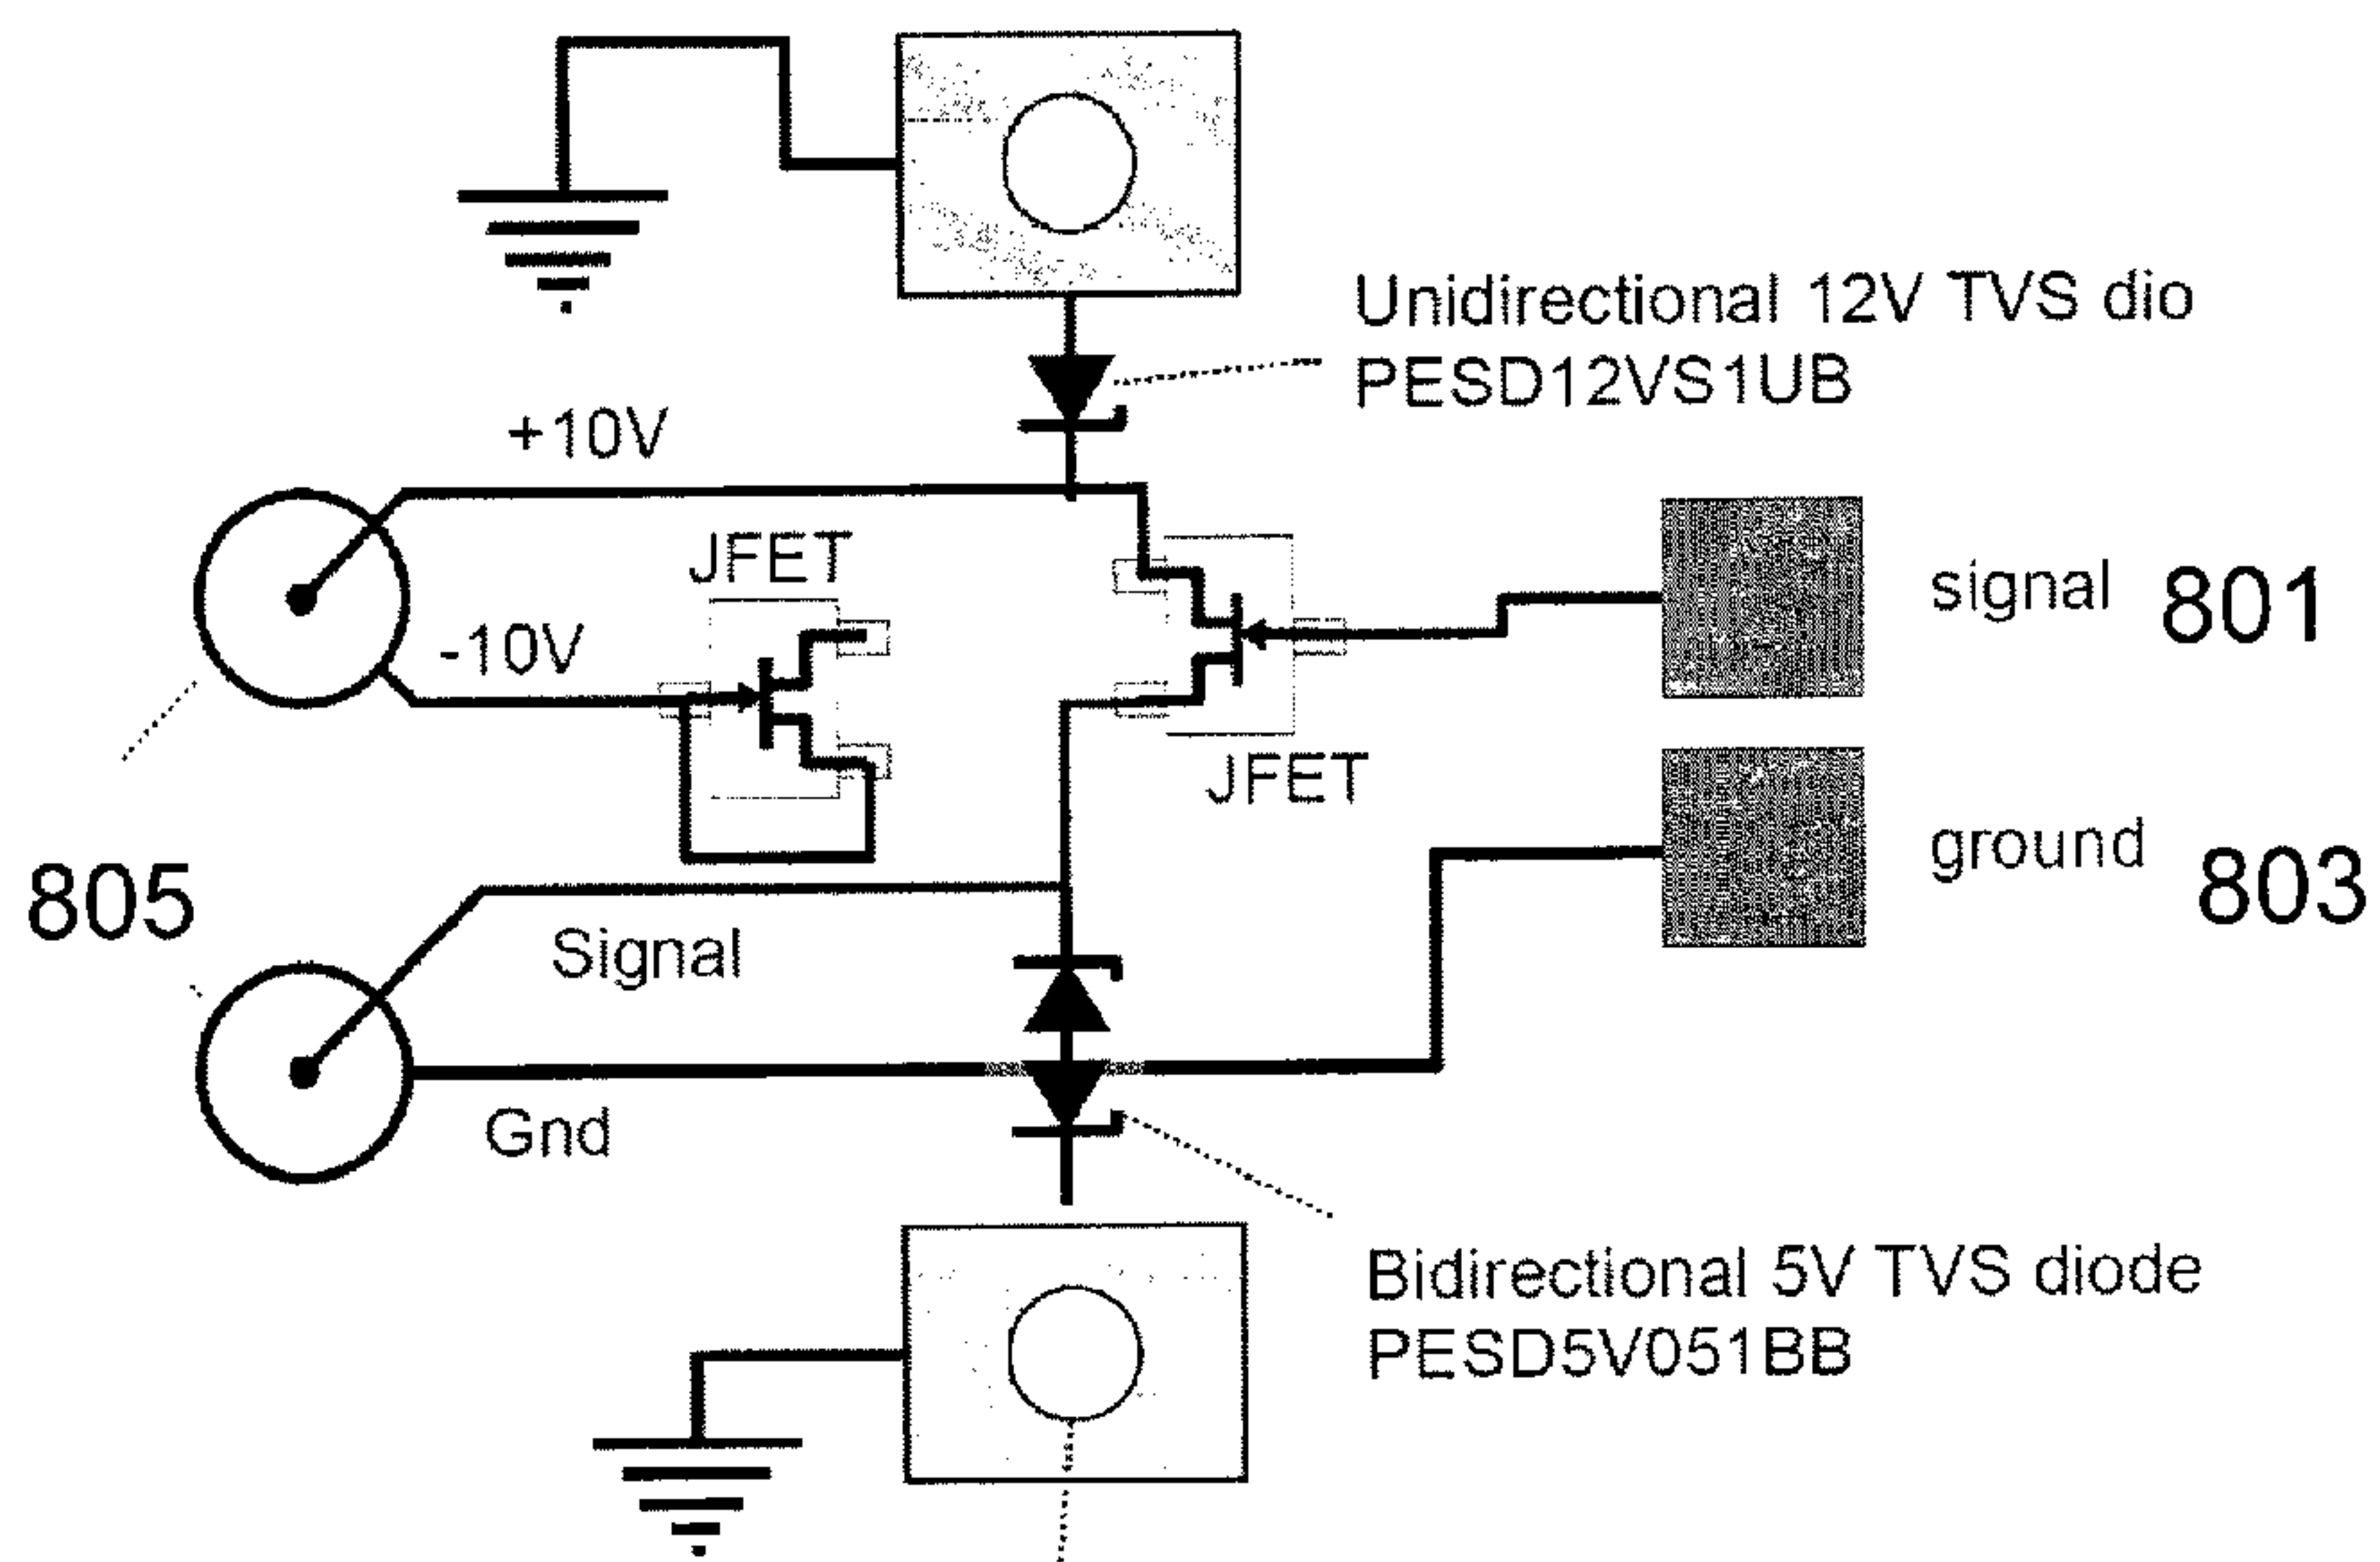 Unidirectional 12V TVS dio
PESD12VS1UB
+10V
JFET
signal 801
-10V
JFET
ground 803
805
Signal
Gnd
Bidirectional 5V TVS diode
PESD5V051BB